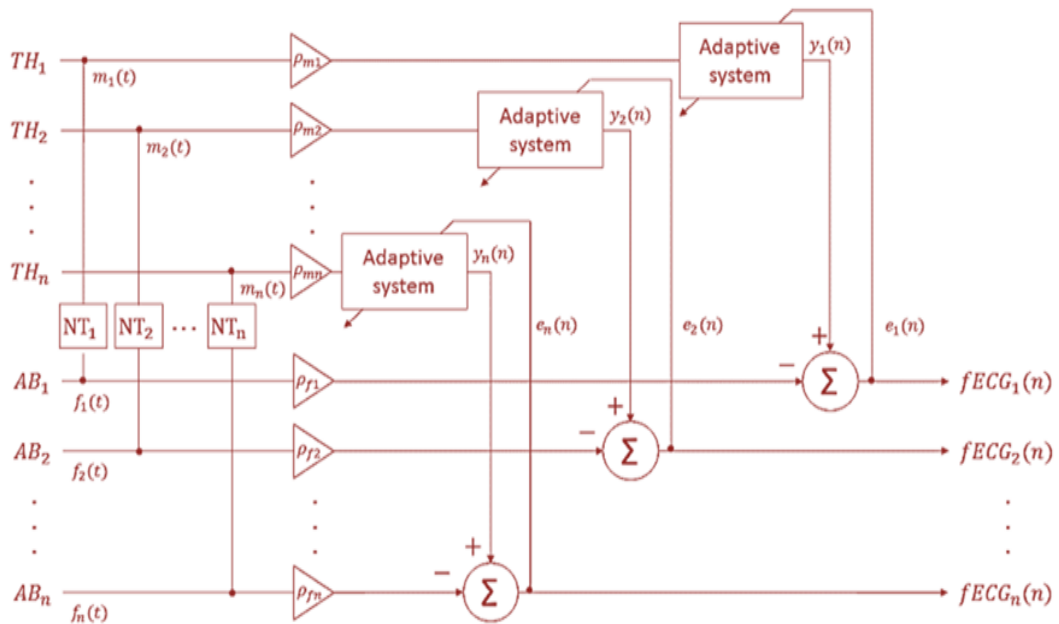 TH₁ m₁(t) ρₘ₁ Adaptive system y₁(n)
TH₂ m₂(t) ρₘ₂ Adaptive system y₂(n)
THₙ mₙ(t) ρₘₙ Adaptive system yₙ(n)
NT₁ NT₂ ... NTₙ
eₙ(n) e₂(n) e₁(n)
AB₁ f₁(t) ρf₁ − + Σ fECG₁(n)
AB₂ f₂(t) ρf₂ − + Σ fECG₂(n)
ABₙ fₙ(t) ρfₙ − + Σ fECGₙ(n)